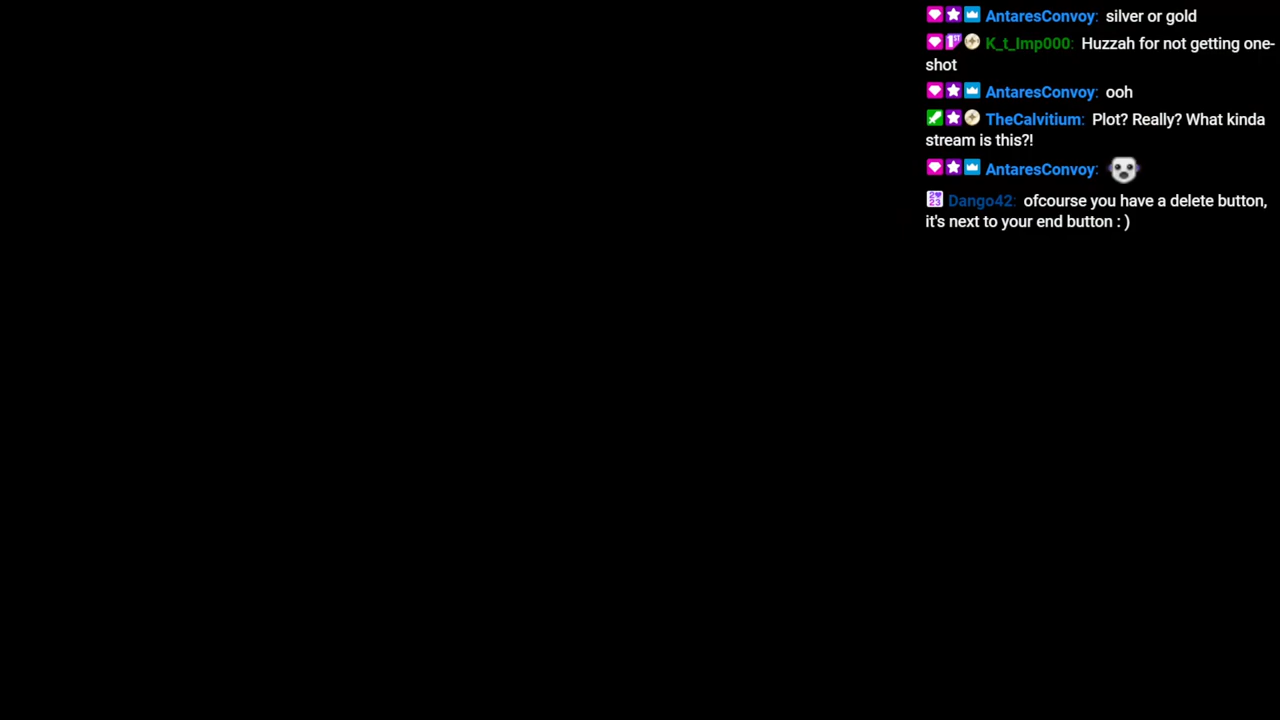 AntaresConvoy: silver or gold
K_t_Imp000: Huzzah for not getting one-
shot
AntaresConvoy: ooh
TheCalvitium: Plot? Really? What kinda
stream is this?!
AntaresConvoy:
Dango42: ofcourse you have a delete button,
it's next to your end button : )